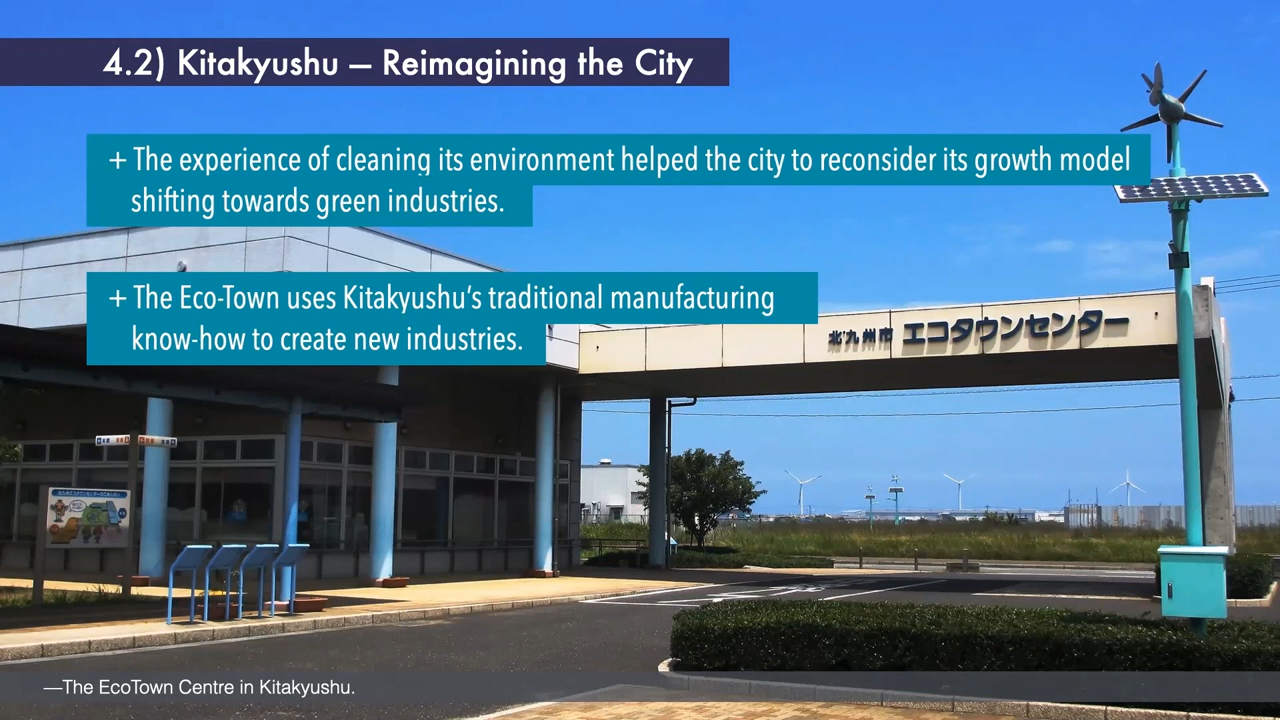 4.2) Kitakyushu — Reimagining the City
+ The experience of cleaning its environment helped the city to reconsider its growth model
shifting towards green industries.
+ The Eco-Town uses Kitakyushu's traditional manufacturing
know-how to create new industries.
北九州市 エコタウンセンター
—The EcoTown Centre in Kitakyushu.